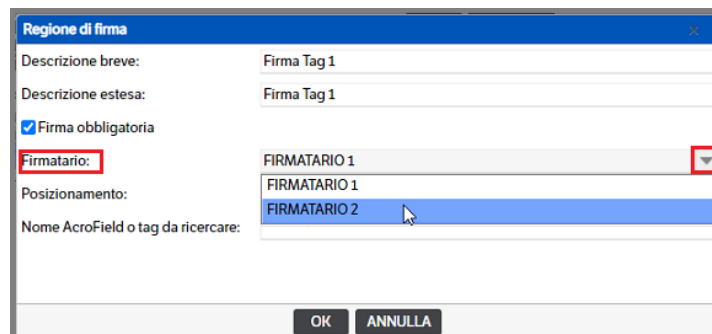 Regione di firma
Descrizione breve: Firma Tag 1
Descrizione estesa: Firma Tag 1
Firma obbligatoria
Firmatario: FIRMATARIO 1
FIRMATARIO 1
Posizionamento:
FIRMATARIO 2
Nome AcroField o tag da ricercare:
OK ANNULLA